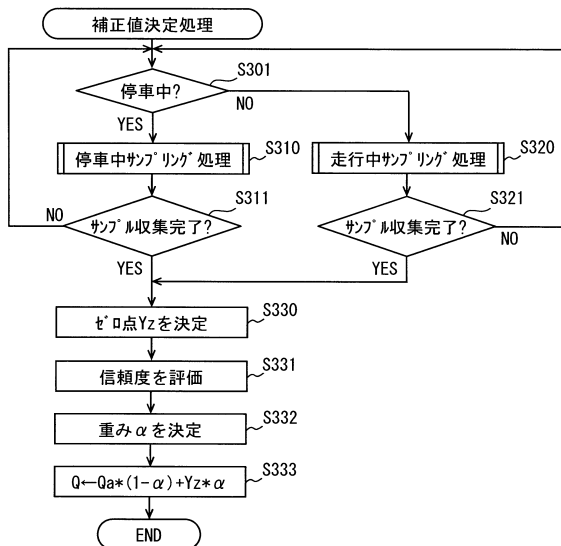 補正値決定処理
S301
停車中?
NO
YES
停車中サンプリング処理
S310
走行中サンプリング処理
S320
サンプル収集完了?
S311
NO
YES
サンプル収集完了?
S321
NO
YES
ゼロ点Yzを決定
S330
信頼度を評価
S331
重みαを決定
S332
Q←Qa*(1-α)+Yz*α
S333
END